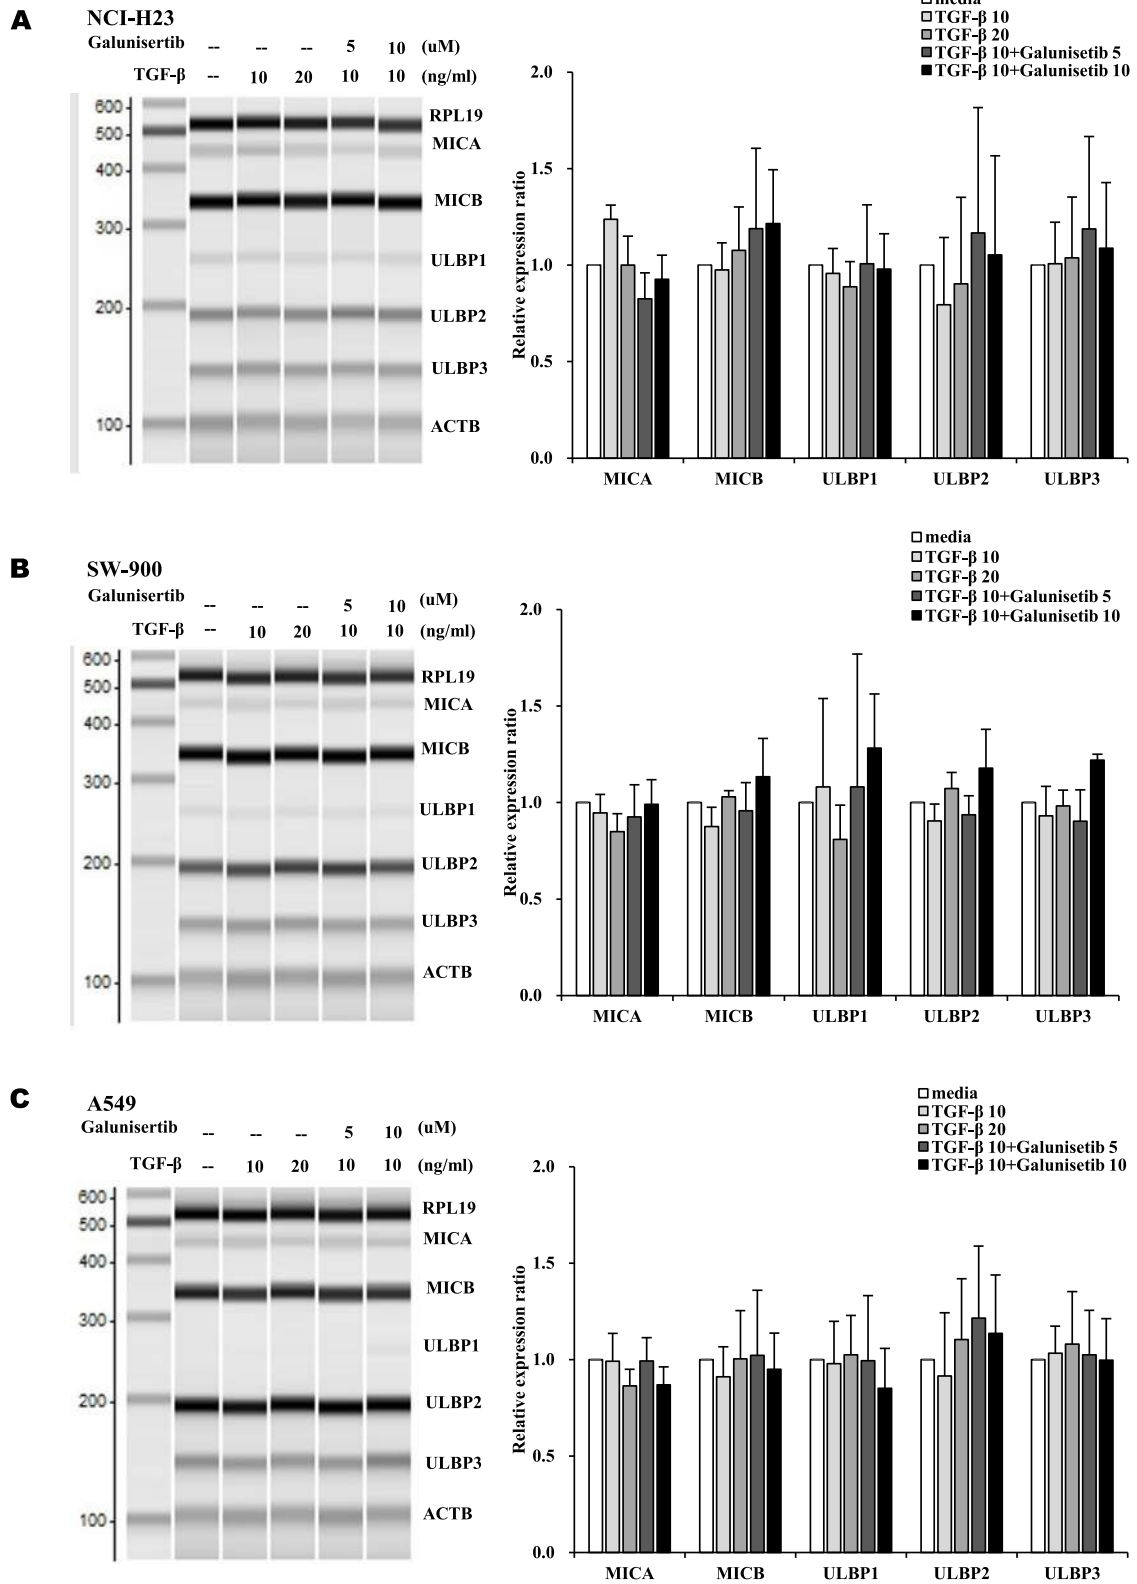 A
NCI-H23
Galunisertib -- -- -- 5 10 (uM)
TGF-β -- 10 20 10 10 (ng/ml)
600
500
400
300
200
100
RPL19
MICA
MICB
ULBP1
ULBP2
ULBP3
ACTB
media
TGF-β 10
TGF-β 20
TGF-β 10+Galunisetib 5
TGF-β 10+Galunisetib 10
Relative expression ratio
2.0
1.5
1.0
0.5
0.0
MICA MICB ULBP1 ULBP2 ULBP3
B
SW-900
Galunisertib -- -- -- 5 10 (uM)
TGF-β -- 10 20 10 10 (ng/ml)
600
500
400
300
200
100
RPL19
MICA
MICB
ULBP1
ULBP2
ULBP3
ACTB
media
TGF-β 10
TGF-β 20
TGF-β 10+Galunisetib 5
TGF-β 10+Galunisetib 10
Relative expression ratio
2.0
1.5
1.0
0.5
0.0
MICA MICB ULBP1 ULBP2 ULBP3
C
A549
Galunisertib -- -- -- 5 10 (uM)
TGF-β -- 10 20 10 10 (ng/ml)
600
500
400
300
200
100
RPL19
MICA
MICB
ULBP1
ULBP2
ULBP3
ACTB
media
TGF-β 10
TGF-β 20
TGF-β 10+Galunisetib 5
TGF-β 10+Galunisetib 10
Relative expression ratio
2.0
1.5
1.0
0.5
0.0
MICA MICB ULBP1 ULBP2 ULBP3